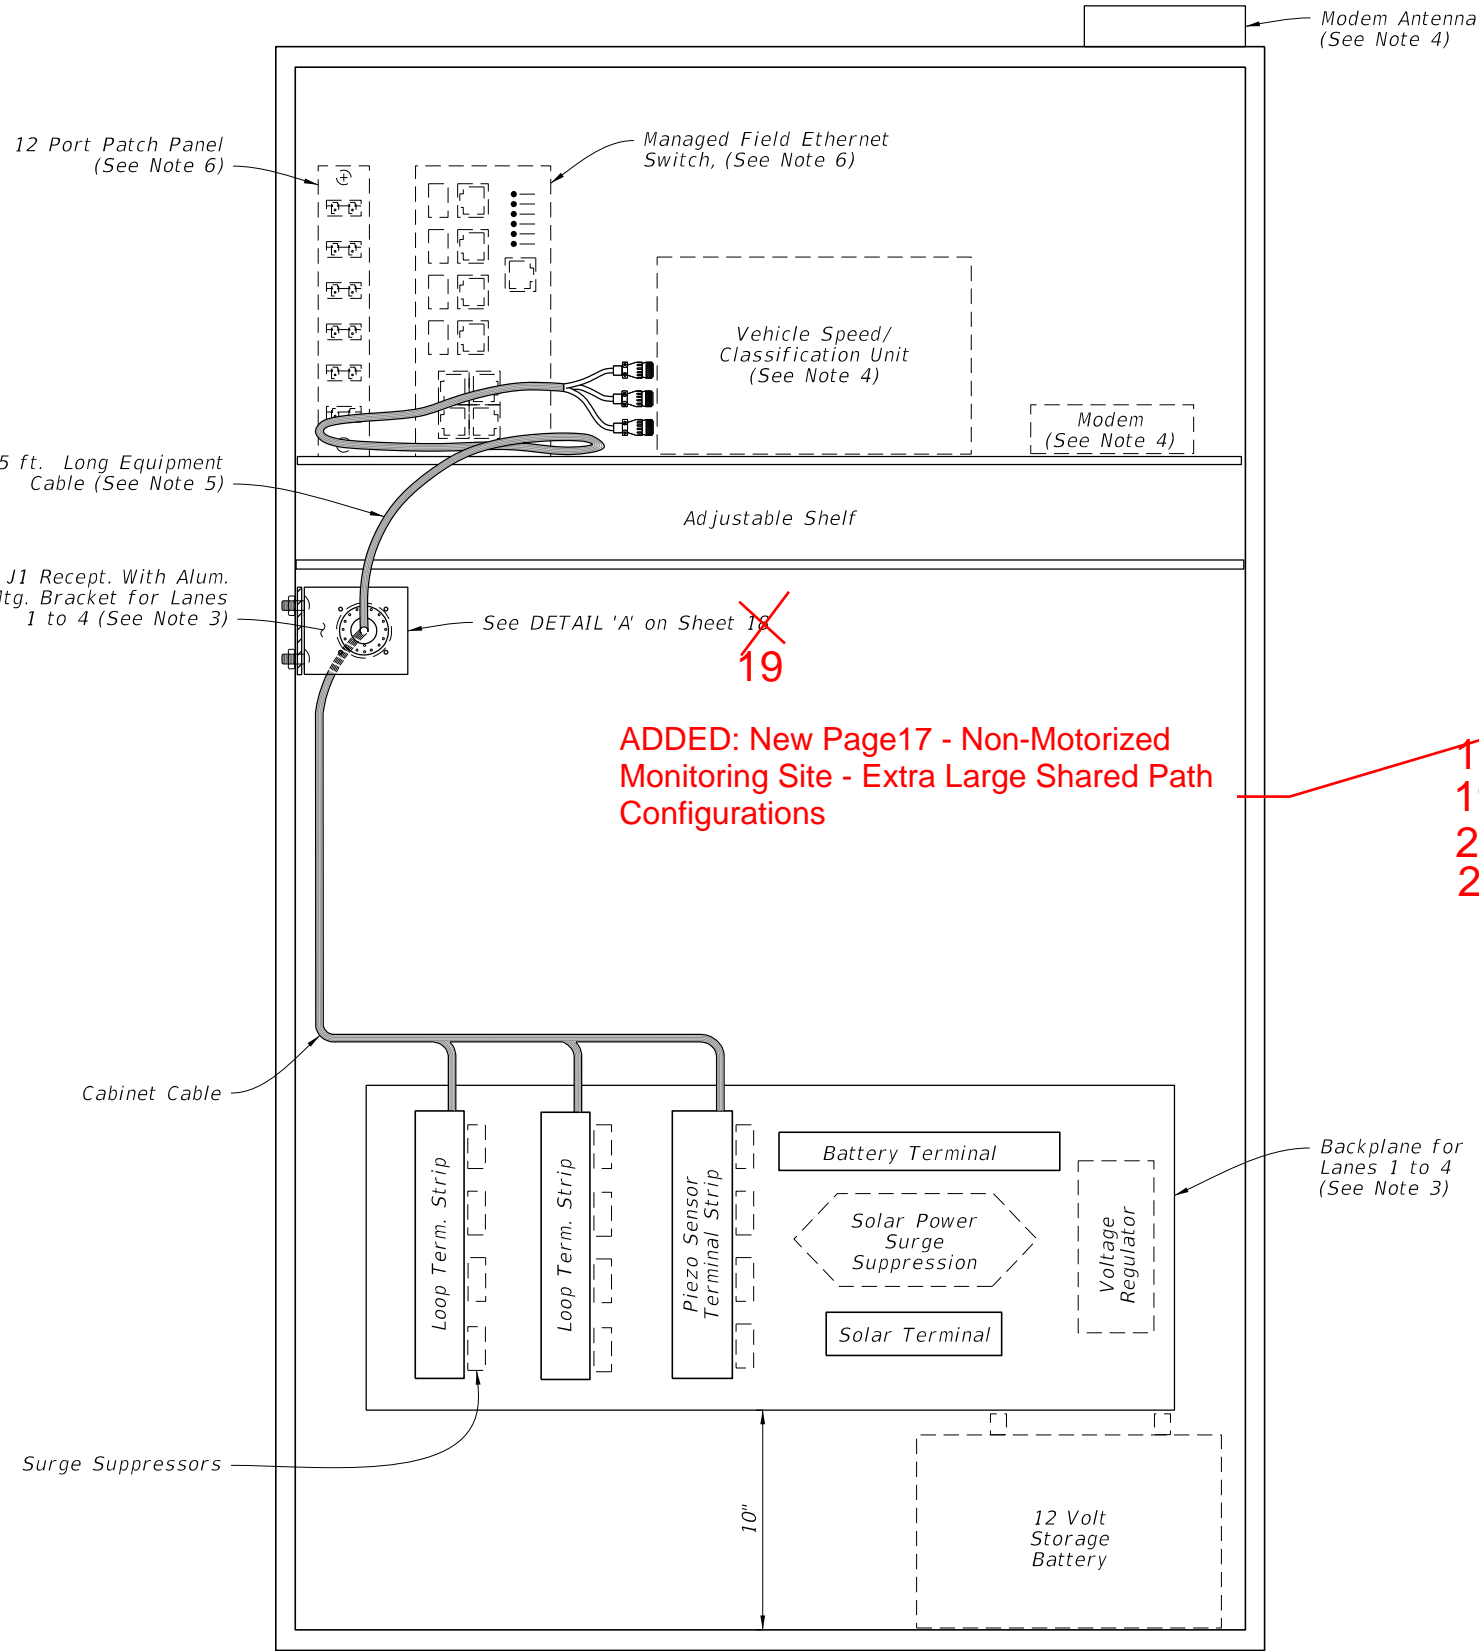 Modem Antenna
(See Note 4)
12 Port Patch Panel
(See Note 6)
Managed Field Ethernet
Switch, (See Note 6)
Vehicle Speed/
Classification Unit
(See Note 4)
Modem
(See Note 4)
5 ft. Long Equipment
Cable (See Note 5)
Adjustable Shelf
J1 Recept. With Alum.
Mtg. Bracket for Lanes
1 to 4 (See Note 3)
See DETAIL 'A' on Sheet 18
19
ADDED: New Page17 - Non-Motorized
Monitoring Site - Extra Large Shared Path
Configurations
Cabinet Cable
Loop Term. Strip
Loop Term. Strip
Piezo Sensor
Terminal Strip
Battery Terminal
Solar Power
Surge
Suppression
Solar Terminal
Voltage
Regulator
Backplane for
Lanes 1 to 4
(See Note 3)
Surge Suppressors
10"
12 Volt
Storage
Battery